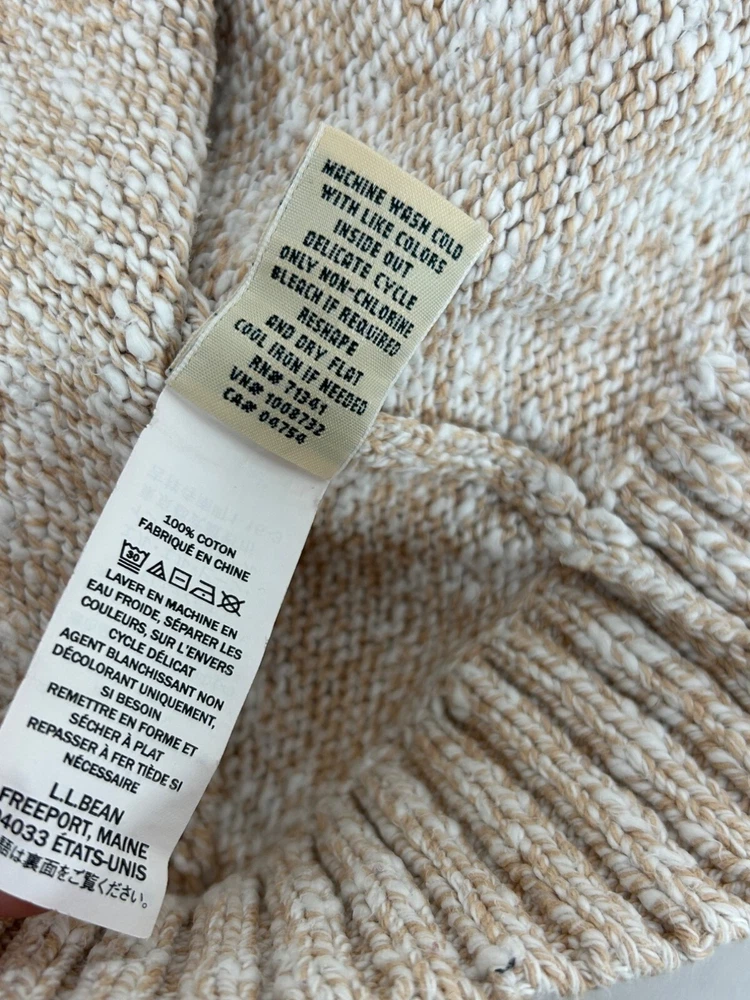 MACHINE WASH COLD
WITH LIKE COLORS
INSIDE OUT
DELICATE CYCLE
ONLY NON-CHLORINE
BLEACH IF REQUIRED
RESHAPE
AND DRY FLAT
COOL IRON IF NEEDED
RN# 71341
VN# 1008732
CA# 04754
100% COTON
FABRIQUÉ EN CHINE
30
LAVER EN MACHINE EN
EAU FROIDE, SÉPARER LES
COULEURS, SUR L'ENVERS
CYCLE DÉLICAT
AGENT BLANCHISSANT NON
DÉCOLORANT UNIQUEMENT,
SI BESOIN
REMETTRE EN FORME ET
SÉCHER À PLAT
REPASSER À FER TIÈDE SI
NÉCESSAIRE
L.L.BEAN
FREEPORT, MAINE
04033 ÉTATS-UNIS
語は裏面をご覧ください。